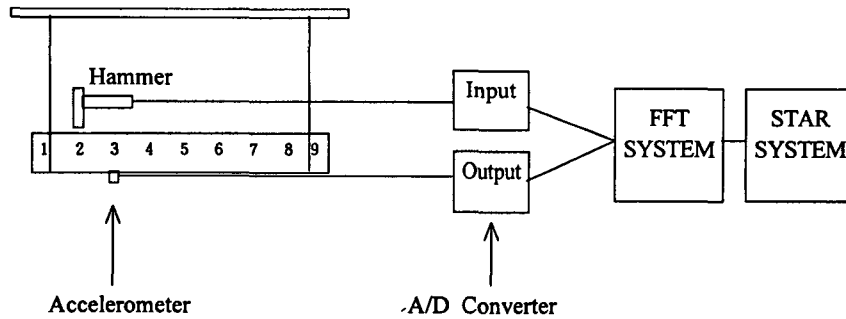 Hammer
1 2 3 4 5 6 7 8 9
Input
Output
FFT
SYSTEM
STAR
SYSTEM
Accelerometer
A/D Converter